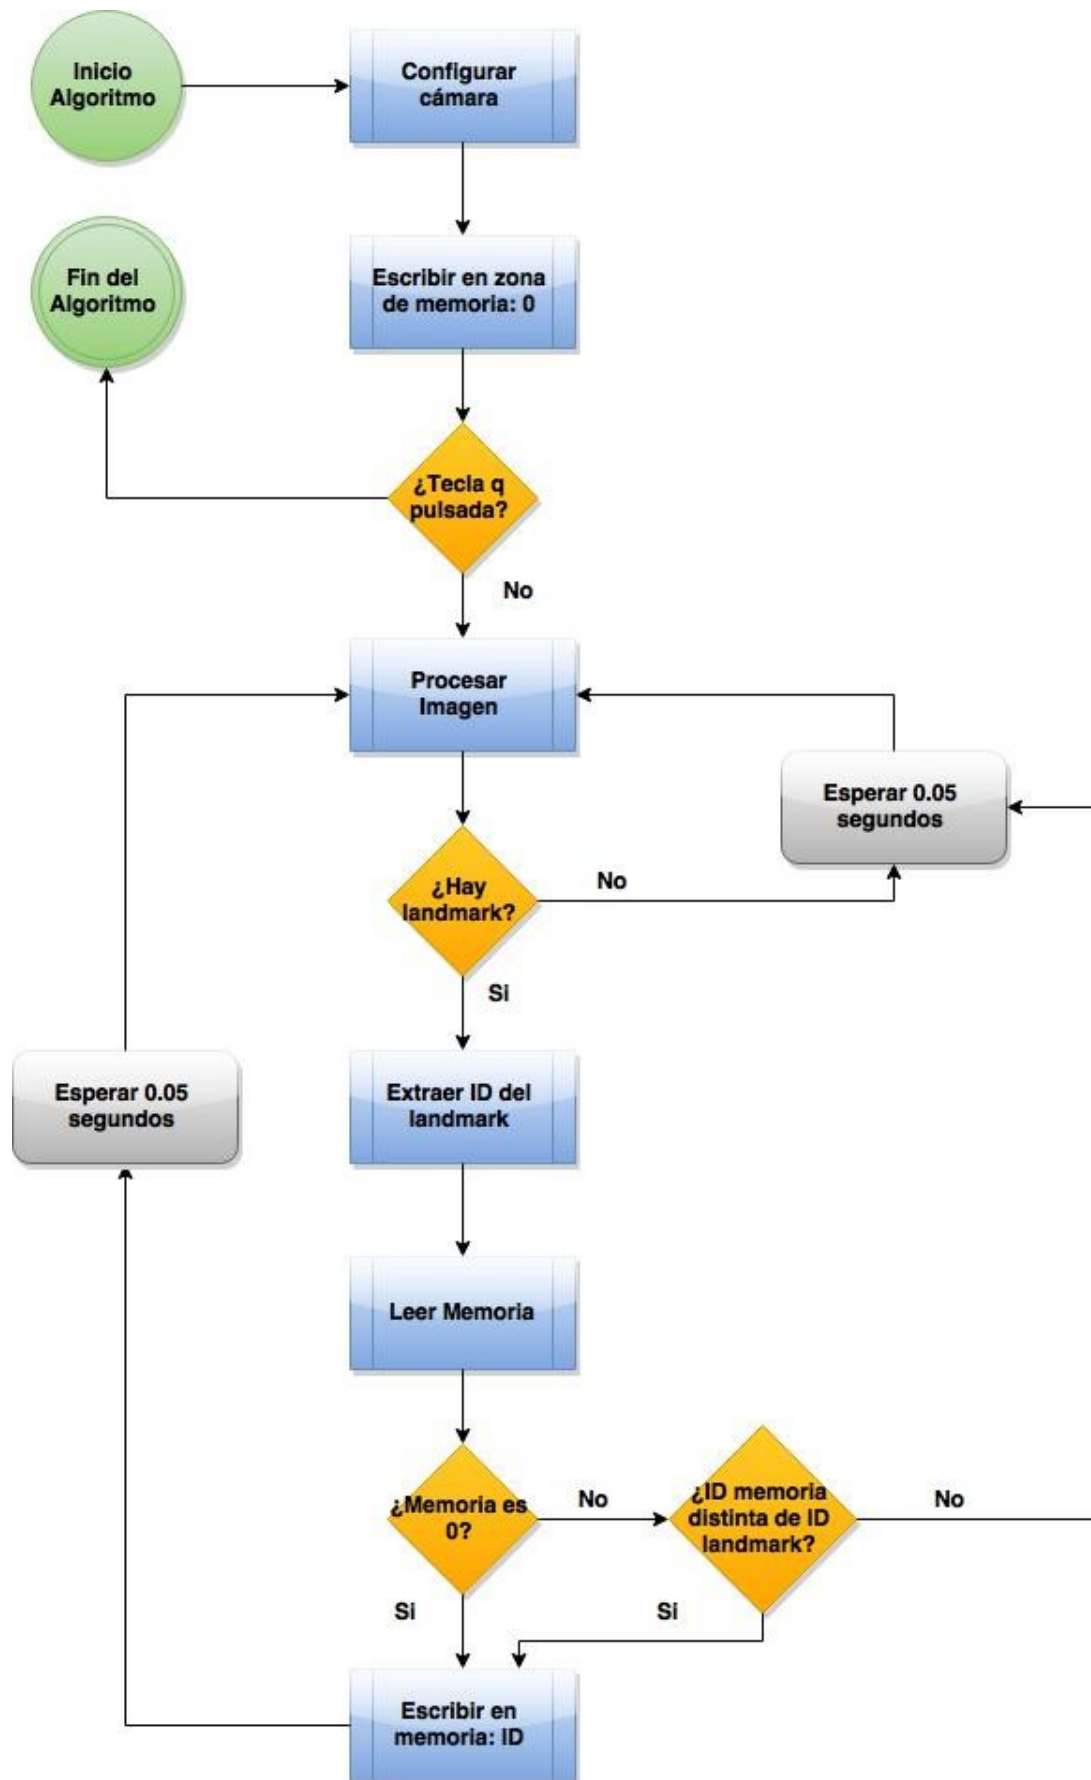 Inicio
Algoritmo
Configurar
cámara
Fin del
Algoritmo
Escribir en zona
de memoria: 0
¿Tecla q
pulsada?
No
Procesar
Imagen
Esperar 0.05
segundos
¿Hay
landmark?
No
Si
Esperar 0.05
segundos
Extraer ID del
landmark
Leer Memoria
¿Memoria es
0?
No
¿ID memoria
distinta de ID
landmark?
No
Si
Si
Escribir en
memoria: ID